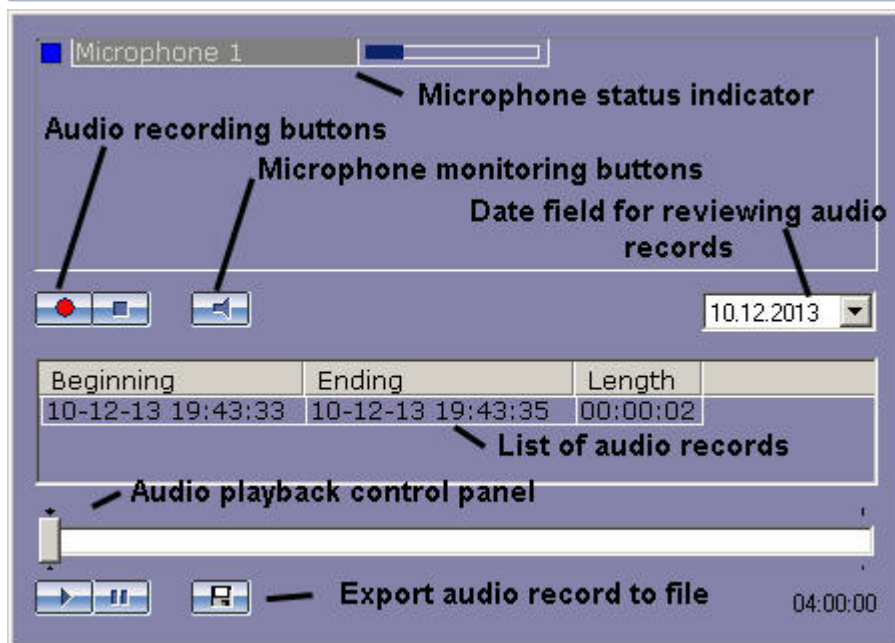 Microphone 1
Microphone status indicator
Audio recording buttons
Microphone monitoring buttons
Date field for reviewing audio
records
10.12.2013
Beginning Ending Length
10-12-13 19:43:33 10-12-13 19:43:35 00:00:02
List of audio records
Audio playback control panel
Export audio record to file
04:00:00